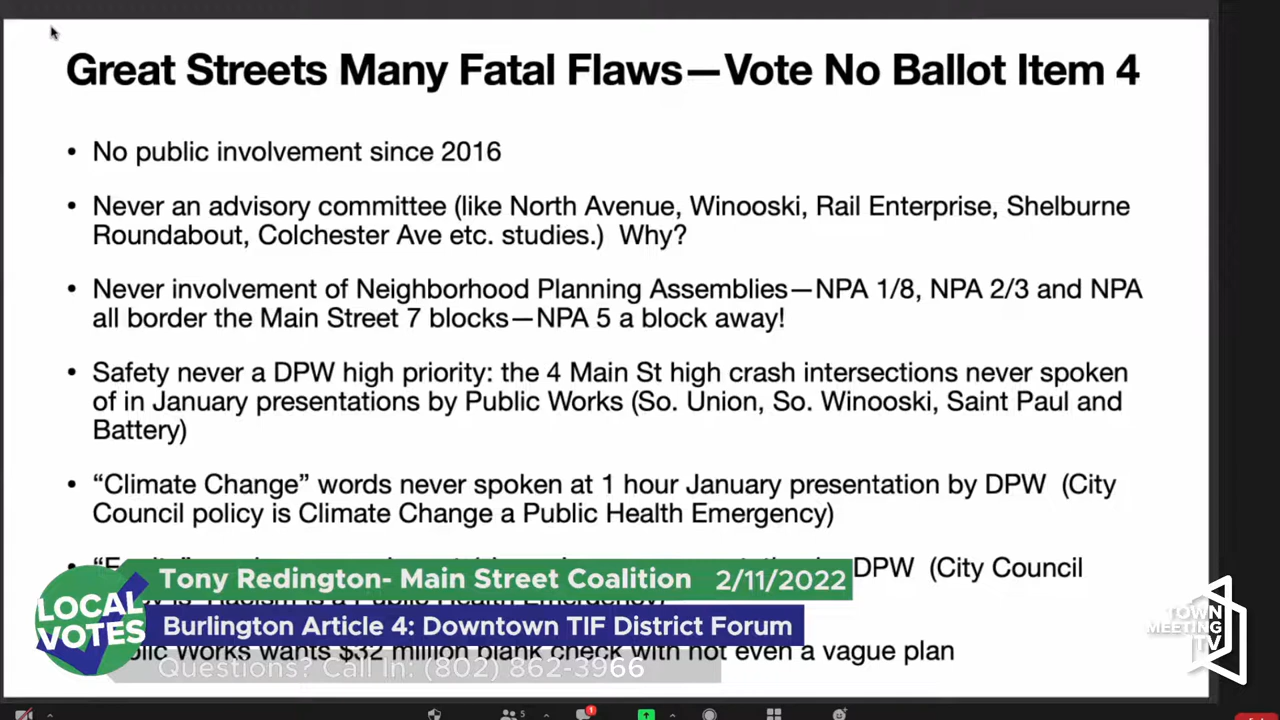 Great Streets Many Fatal Flaws—Vote No Ballot Item 4
• No public involvement since 2016
• Never an advisory committee (like North Avenue, Winooski, Rail Enterprise, Shelburne
Roundabout, Colchester Ave etc. studies.)  Why?
• Never involvement of Neighborhood Planning Assemblies—NPA 1/8, NPA 2/3 and NPA
all border the Main Street 7 blocks—NPA 5 a block away!
• Safety never a DPW high priority: the 4 Main St high crash intersections never spoken
of in January presentations by Public Works (So. Union, So. Winooski, Saint Paul and
Battery)
• “Climate Change” words never spoken at 1 hour January presentation by DPW  (City
Council policy is Climate Change a Public Health Emergency)
DPW  (City Council
Public Health Emergency)
Works wants $32 million blank check with not even a vague plan
Tony Redington- Main Street Coalition 2/11/2022
LOCAL
VOTES
Burlington Article 4: Downtown TIF District Forum
Questions? Call In: (802) 862-3966
TOWN
MEETING
TV
5
1